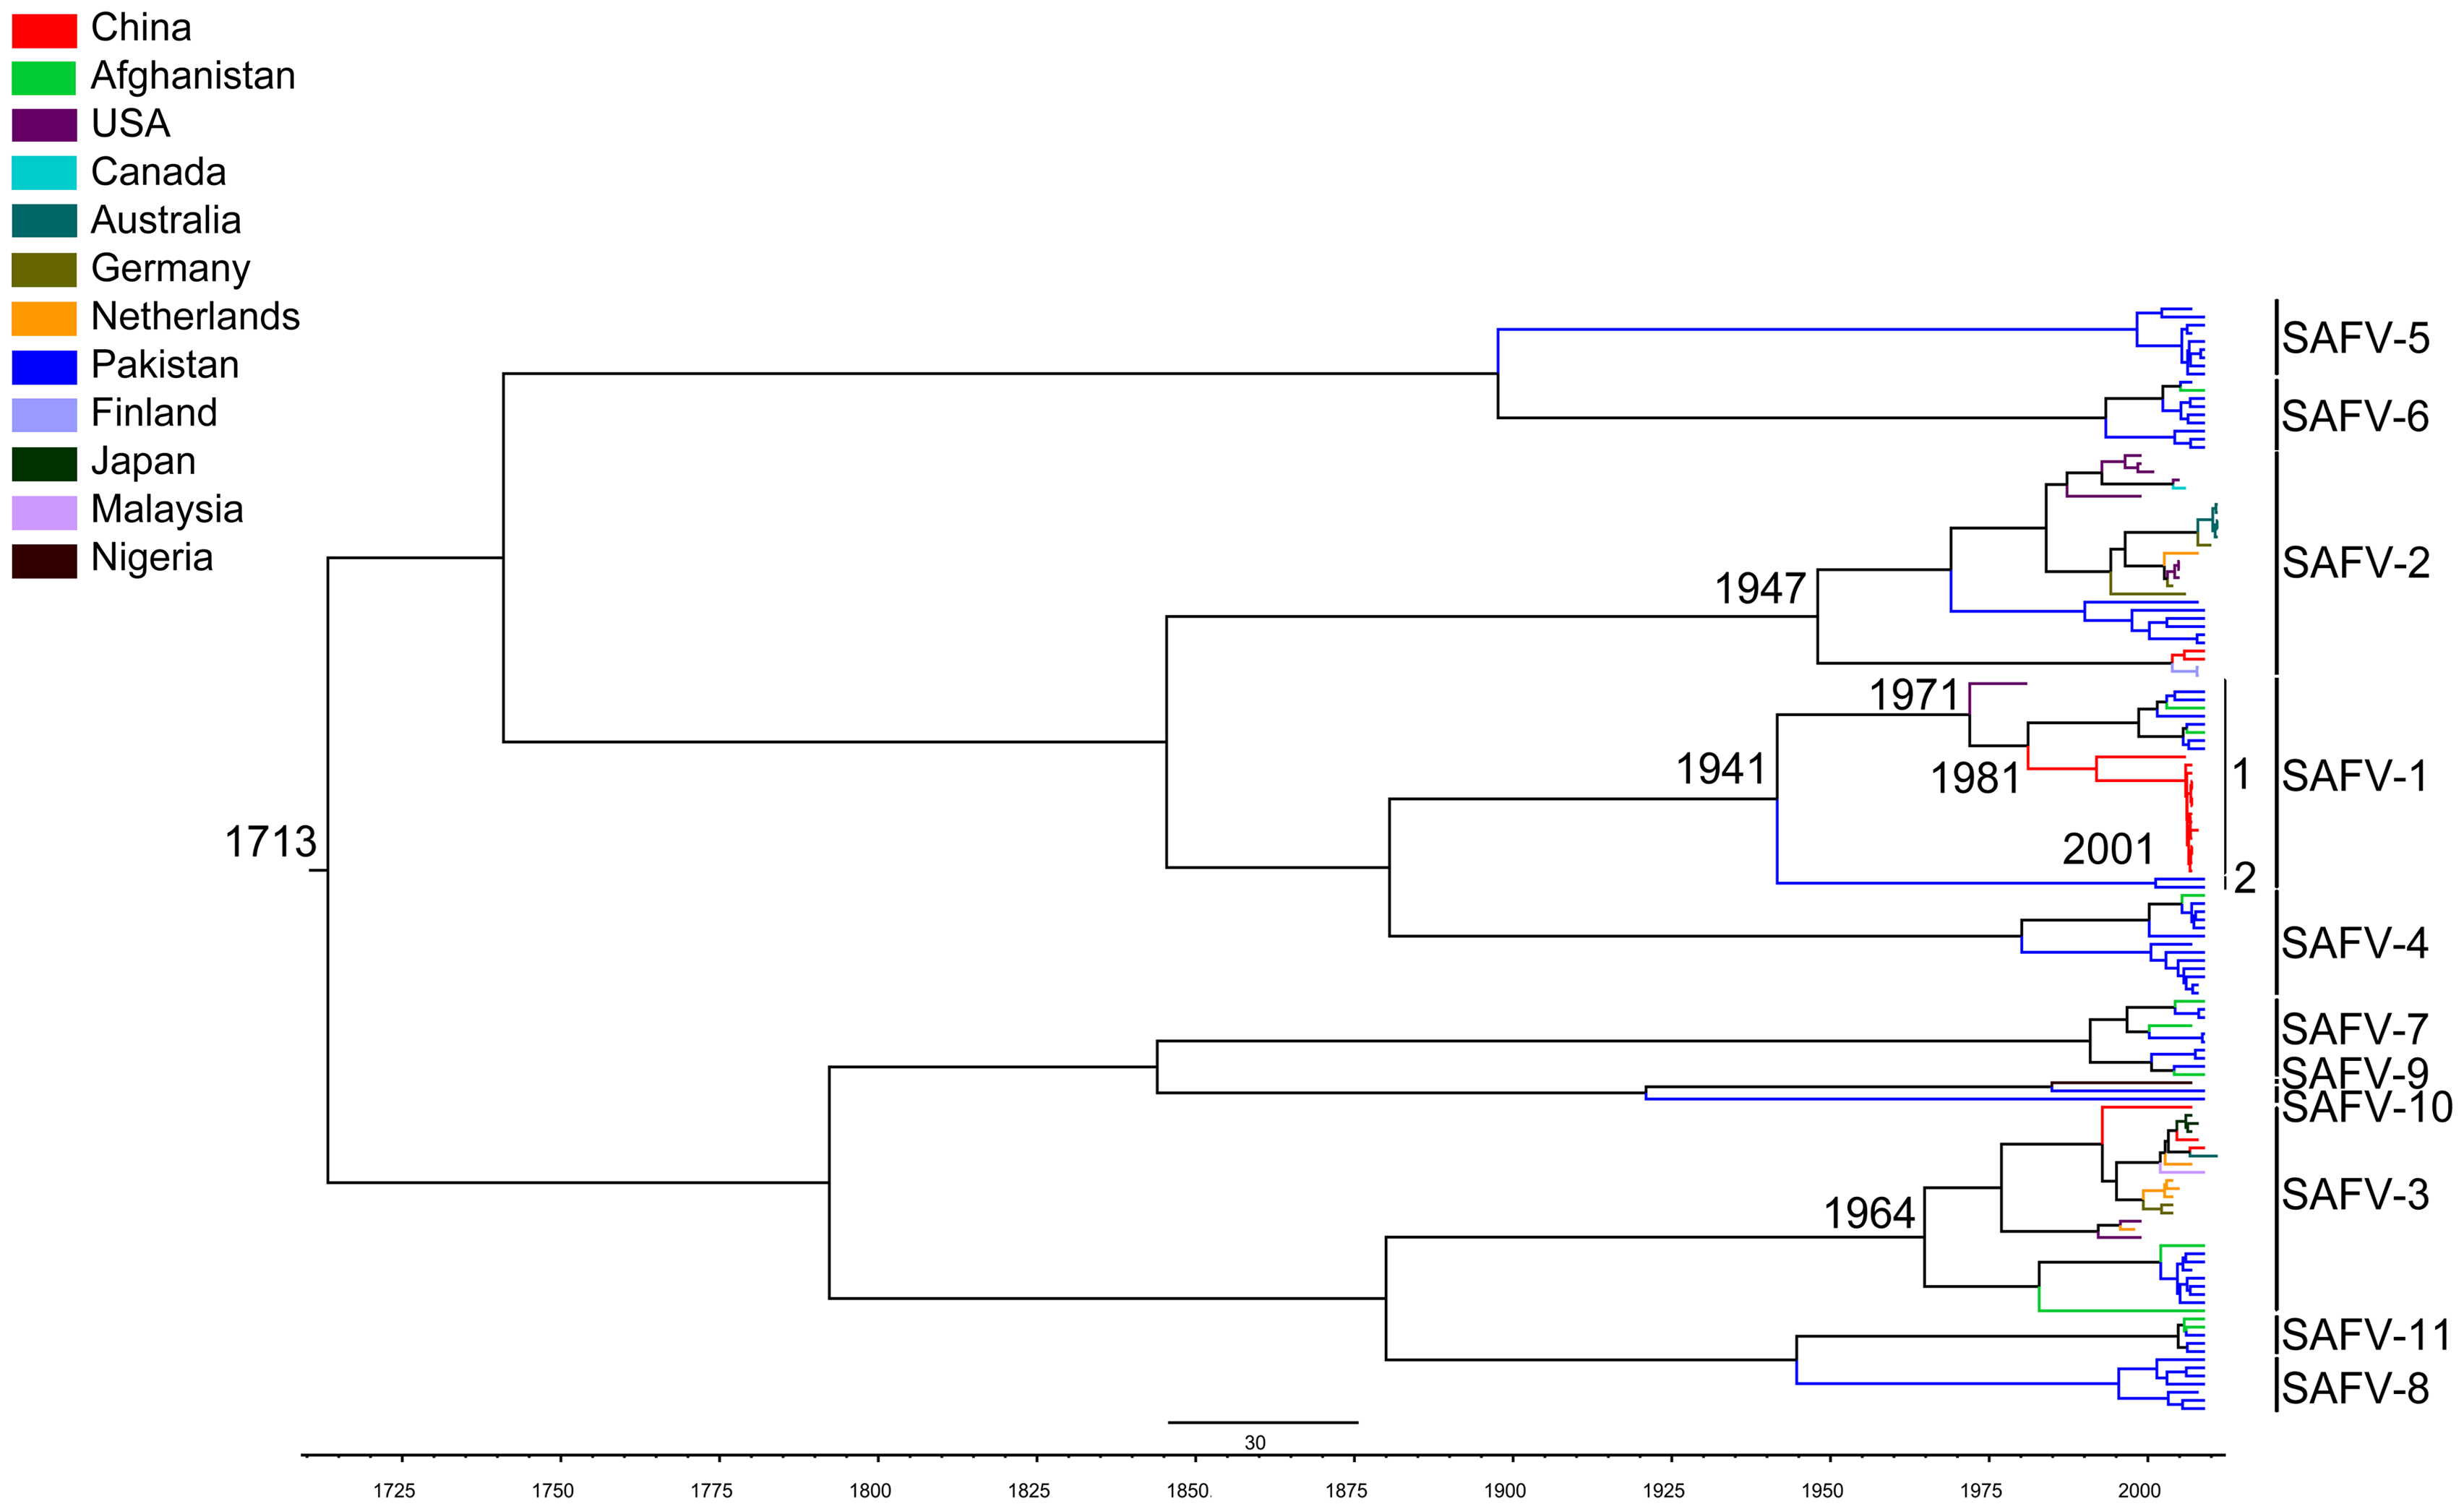 China
Afghanistan
USA
Canada
Australia
Germany
Netherlands
Pakistan
Finland
Japan
Malaysia
Nigeria
SAFV-5
SAFV-6
SAFV-2
1947
1971
1941
1981
1
SAFV-1
1713
2001
2
SAFV-4
SAFV-7
SAFV-9
SAFV-10
SAFV-3
1964
SAFV-11
SAFV-8
30
1725 1750 1775 1800 1825 1850. 1875 1900 1925 1950 1975 2000